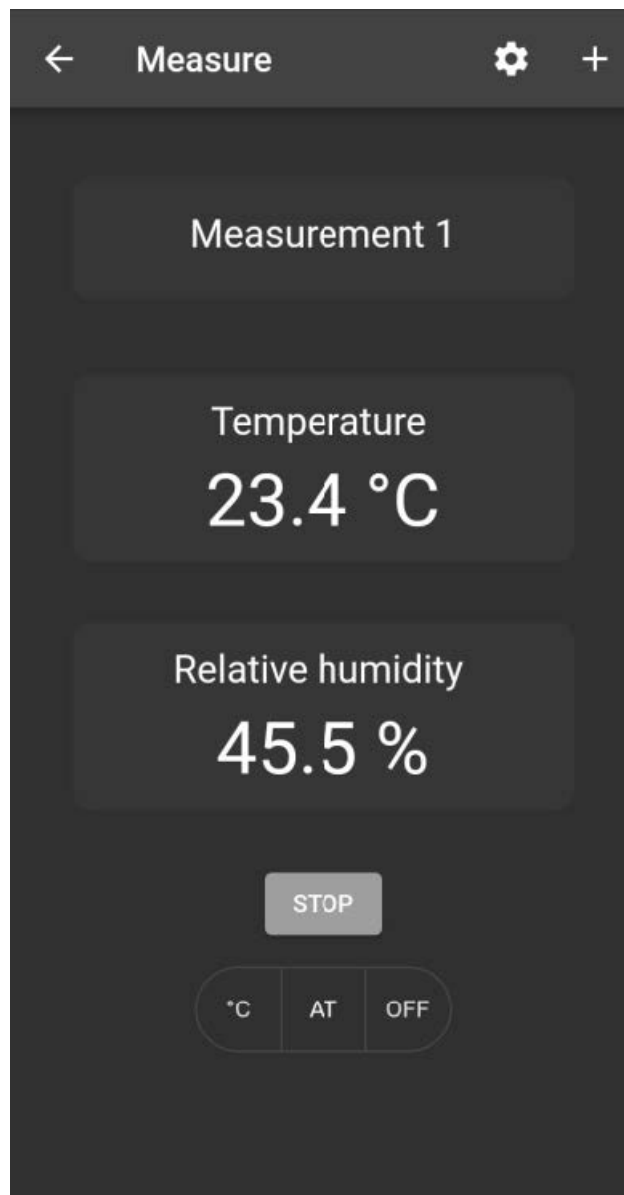 Measure
Measurement 1
Temperature
23.4 °C
Relative humidity
45.5 %
STOP
°C AT OFF